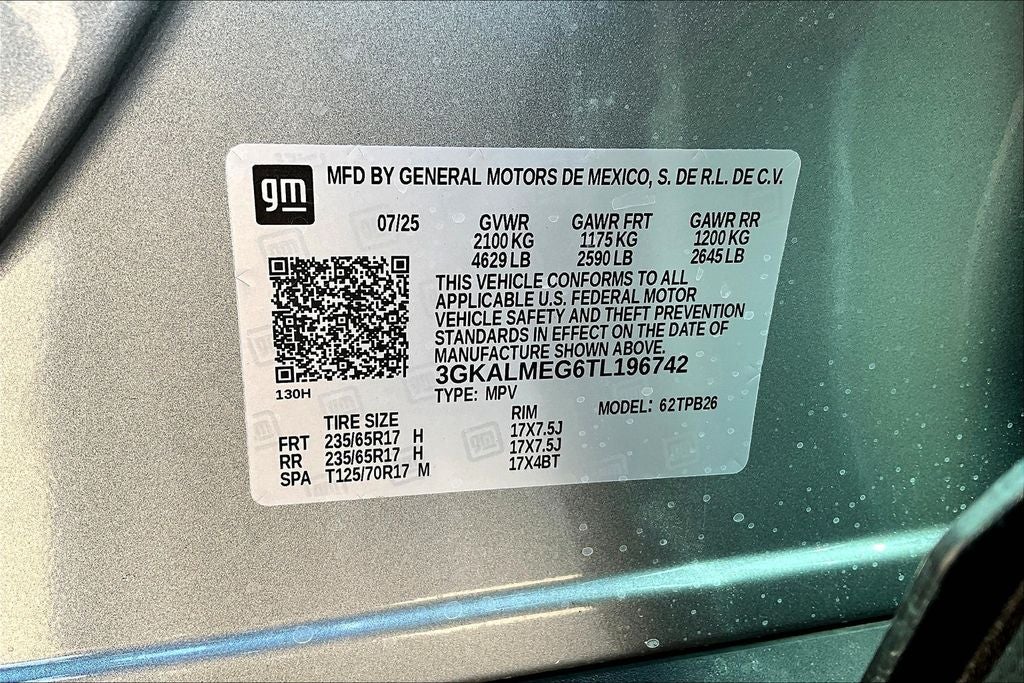 gm
MFD BY GENERAL MOTORS DE MEXICO, S. DE R.L. DE C.V.
07/25 GVWR GAWR FRT GAWR RR
2100 KG 1175 KG 1200 KG
4629 LB 2590 LB 2645 LB
THIS VEHICLE CONFORMS TO ALL
APPLICABLE U.S. FEDERAL MOTOR
VEHICLE SAFETY AND THEFT PREVENTION
STANDARDS IN EFFECT ON THE DATE OF
MANUFACTURE SHOWN ABOVE.
3GKALMEG6TL196742
130H
TYPE: MPV MODEL: 62TPB26
TIRE SIZE RIM
FRT 235/65R17 H 17X7.5J
RR 235/65R17 H 17X7.5J
SPA T125/70R17 M 17X4BT
gm